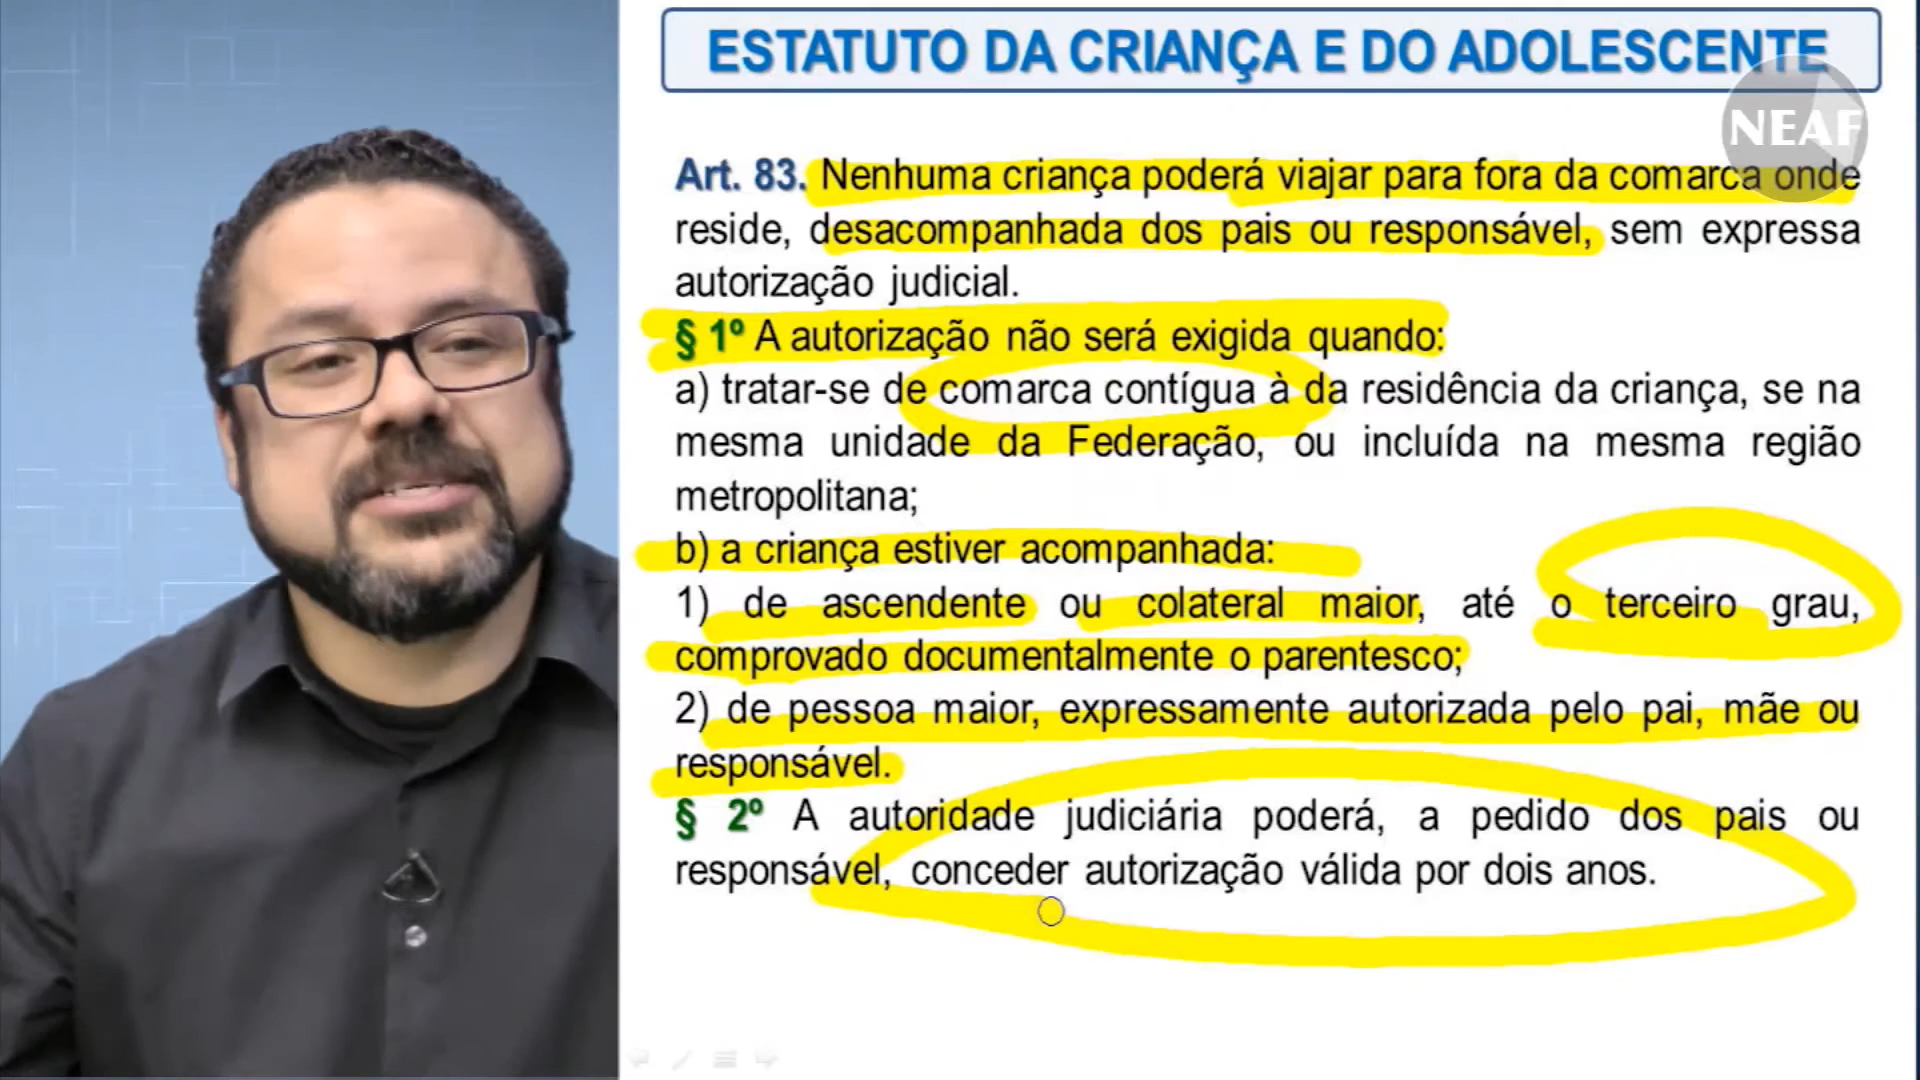 ESTATUTO DA CRIANÇA E DO ADOLESCENTE
NEAF
Art. 83. Nenhuma criança poderá viajar para fora da comarca onde
reside, desacompanhada dos pais ou responsável, sem expressa
autorização judicial.
§ 1º A autorização não será exigida quando:
a) tratar-se de comarca contígua à da residência da criança, se na
mesma unidade da Federação, ou incluída na mesma região
metropolitana;
b) a criança estiver acompanhada:
1) de ascendente ou colateral maior, até o terceiro grau,
comprovado documentalmente o parentesco;
2) de pessoa maior, expressamente autorizada pelo pai, mãe ou
responsável.
§ 2º A autoridade judiciária poderá, a pedido dos pais ou
responsável, conceder autorização válida por dois anos.